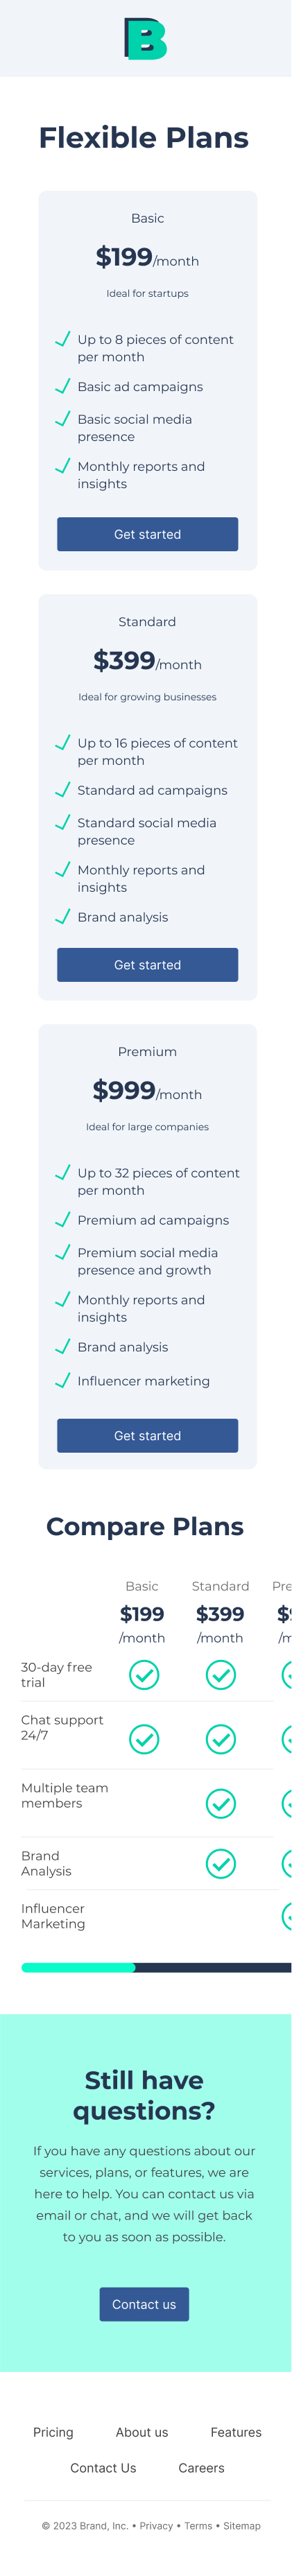 B
Flexible Plans
Basic
$199/month
Ideal for startups
Up to 8 pieces of content
per month
Basic ad campaigns
Basic social media
presence
Monthly reports and
insights
Get started
Standard
$399/month
Ideal for growing businesses
Up to 16 pieces of content
per month
Standard ad campaigns
Standard social media
presence
Monthly reports and
insights
Brand analysis
Get started
Premium
$999/month
Ideal for large companies
Up to 32 pieces of content
per month
Premium ad campaigns
Premium social media
presence and growth
Monthly reports and
insights
Brand analysis
Influencer marketing
Get started
Compare Plans
Basic Standard Pre
$199 $399 $
/month /month /m
30-day free
trial
Chat support
24/7
Multiple team
members
Brand
Analysis
Influencer
Marketing
Still have
questions?
If you have any questions about our
services, plans, or features, we are
here to help. You can contact us via
email or chat, and we will get back
to you as soon as possible.
Contact us
Pricing About us Features
Contact Us Careers
© 2023 Brand, Inc. • Privacy • Terms • Sitemap